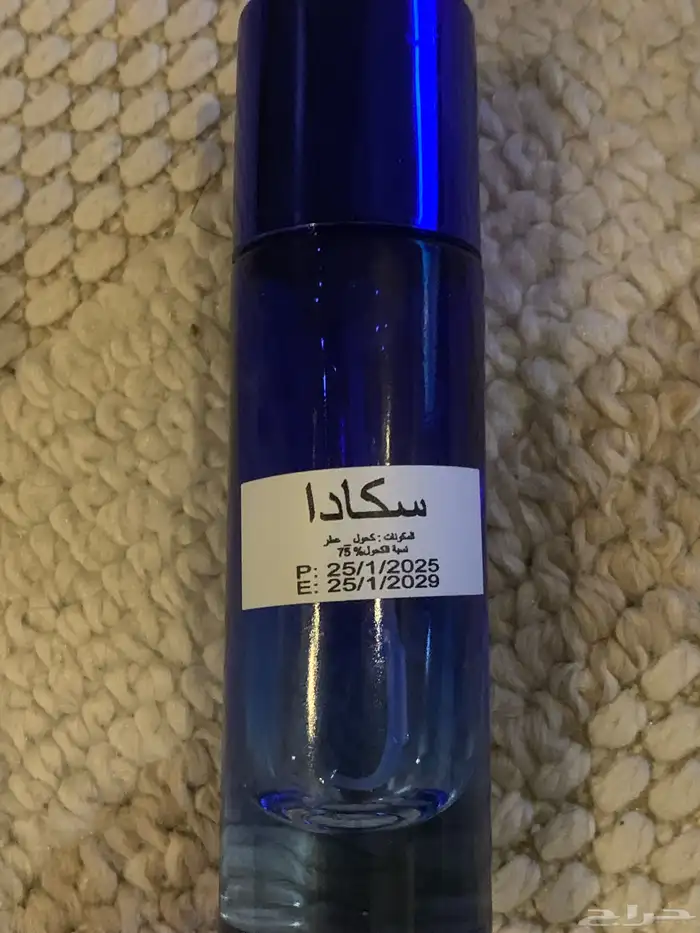 سكادا
المكونات : كحول _ عطر
نسبة الكحول% 75
P: 25/1/2025
E: 25/1/2029
حراج